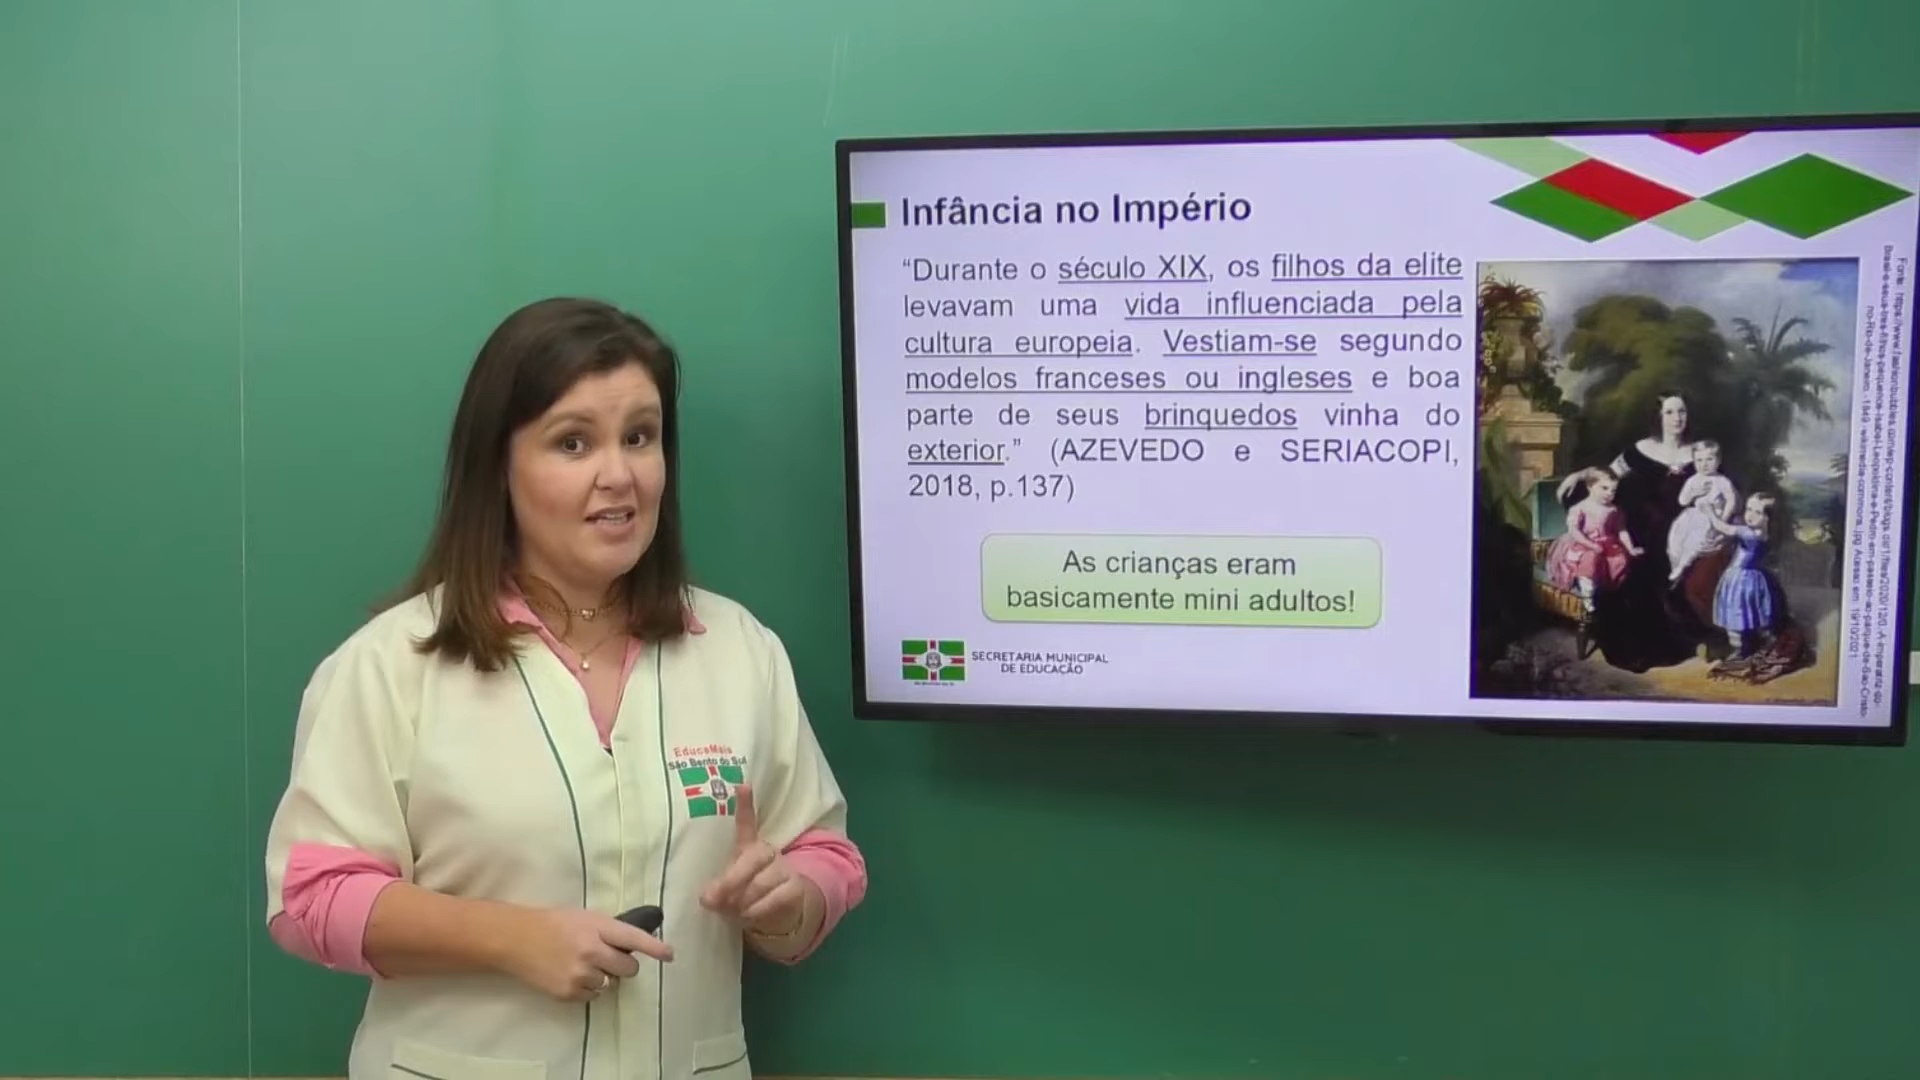 Infância no Império
“Durante o século XIX, os filhos da elite
levavam uma vida influenciada pela
cultura europeia. Vestiam-se segundo
modelos franceses ou ingleses e boa
parte de seus brinquedos vinha do
exterior.” (AZEVEDO e SERIACOPI,
2018, p.137)
As crianças eram
basicamente mini adultos!
SECRETARIA MUNICIPAL
DE EDUCAÇÃO
EducaMais
São Bento do Sul